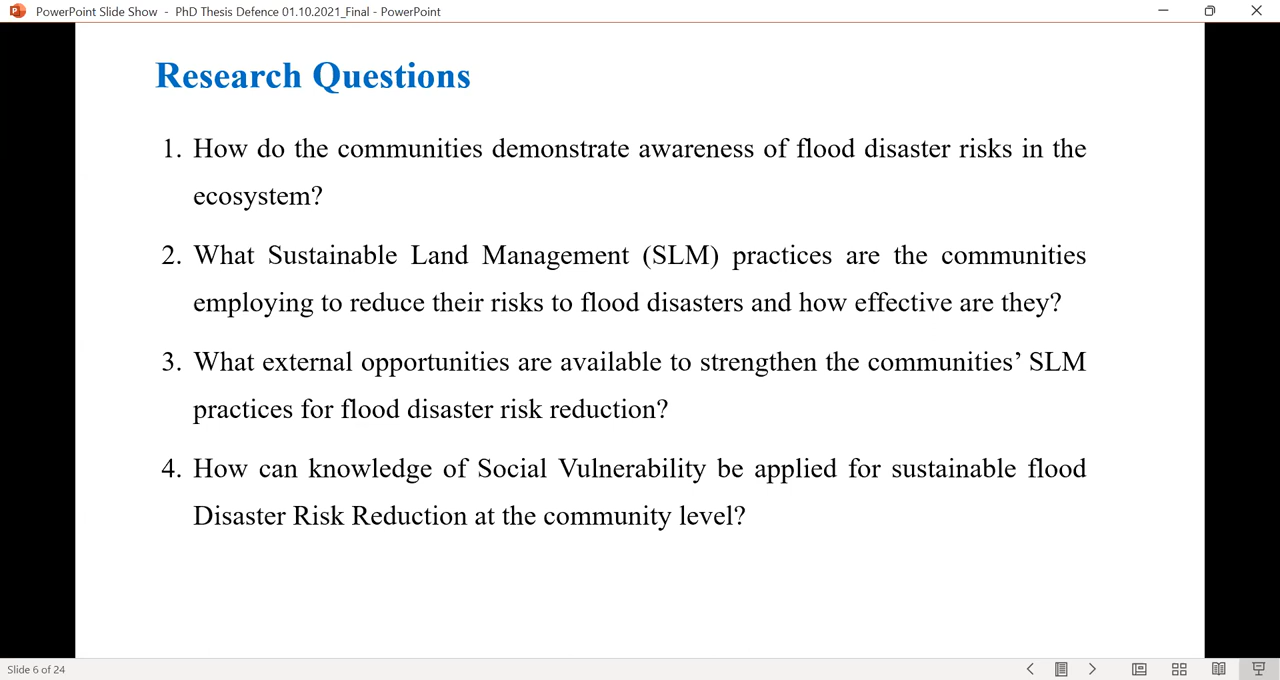 PowerPoint Slide Show - PhD Thesis Defence 01.10.2021_Final - PowerPoint
Research Questions
1. How do the communities demonstrate awareness of flood disaster risks in the
ecosystem?
2. What Sustainable Land Management (SLM) practices are the communities
employing to reduce their risks to flood disasters and how effective are they?
3. What external opportunities are available to strengthen the communities’ SLM
practices for flood disaster risk reduction?
4. How can knowledge of Social Vulnerability be applied for sustainable flood
Disaster Risk Reduction at the community level?
Slide 6 of 24